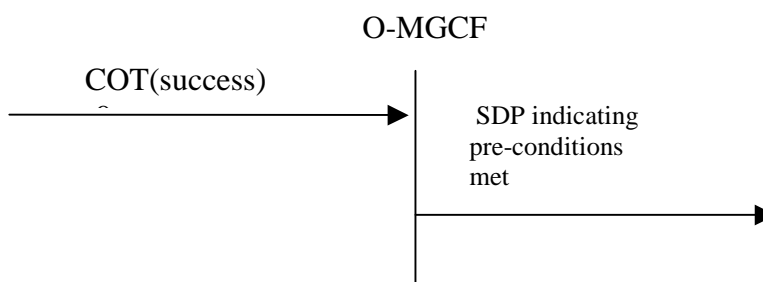 O-MGCF
COT(success)
SDP indicating
pre-conditions
met